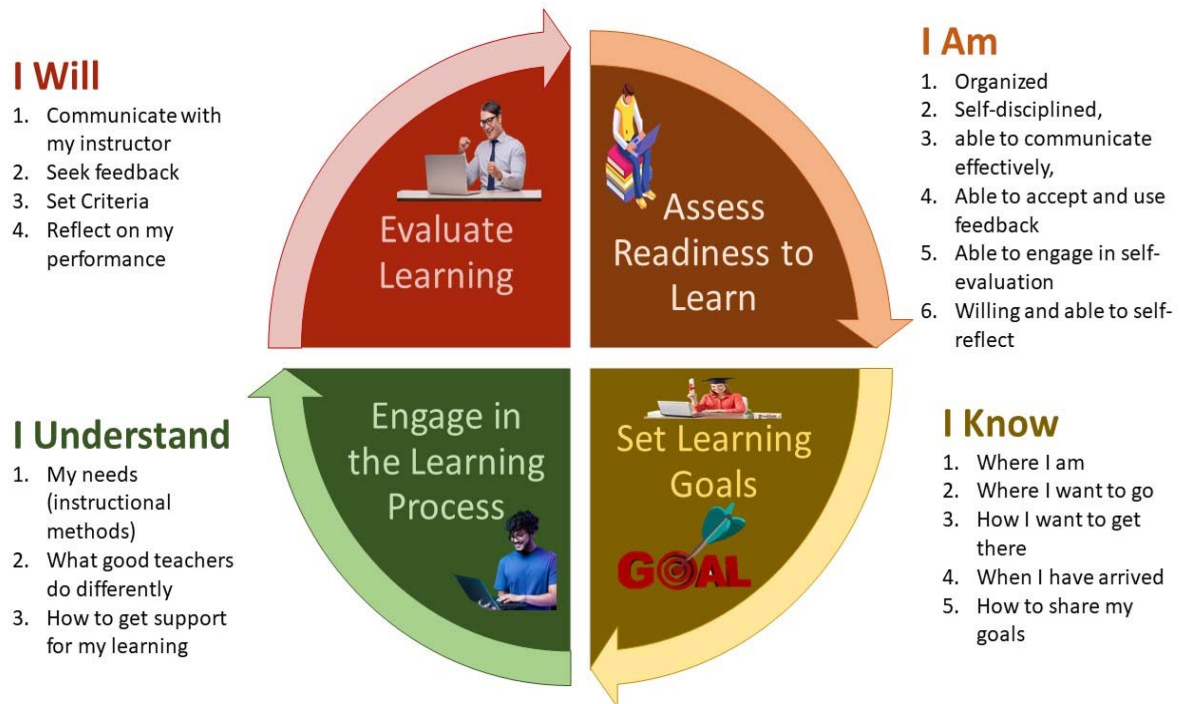 I Will
1. Communicate with
my instructor
2. Seek feedback
3. Set Criteria
4. Reflect on my
performance
Evaluate
Learning
Assess
Readiness to
Learn
I Am
1. Organized
2. Self-disciplined,
3. able to communicate
effectively,
4. Able to accept and use
feedback
5. Able to engage in self-
evaluation
6. Willing and able to self-
reflect
I Understand
1. My needs
(instructional
methods)
2. What good teachers
do differently
3. How to get support
for my learning
Engage in
the Learning
Process
Set Learning
Goals
GOAL
I Know
1. Where I am
2. Where I want to go
3. How I want to get
there
4. When I have arrived
5. How to share my
goals